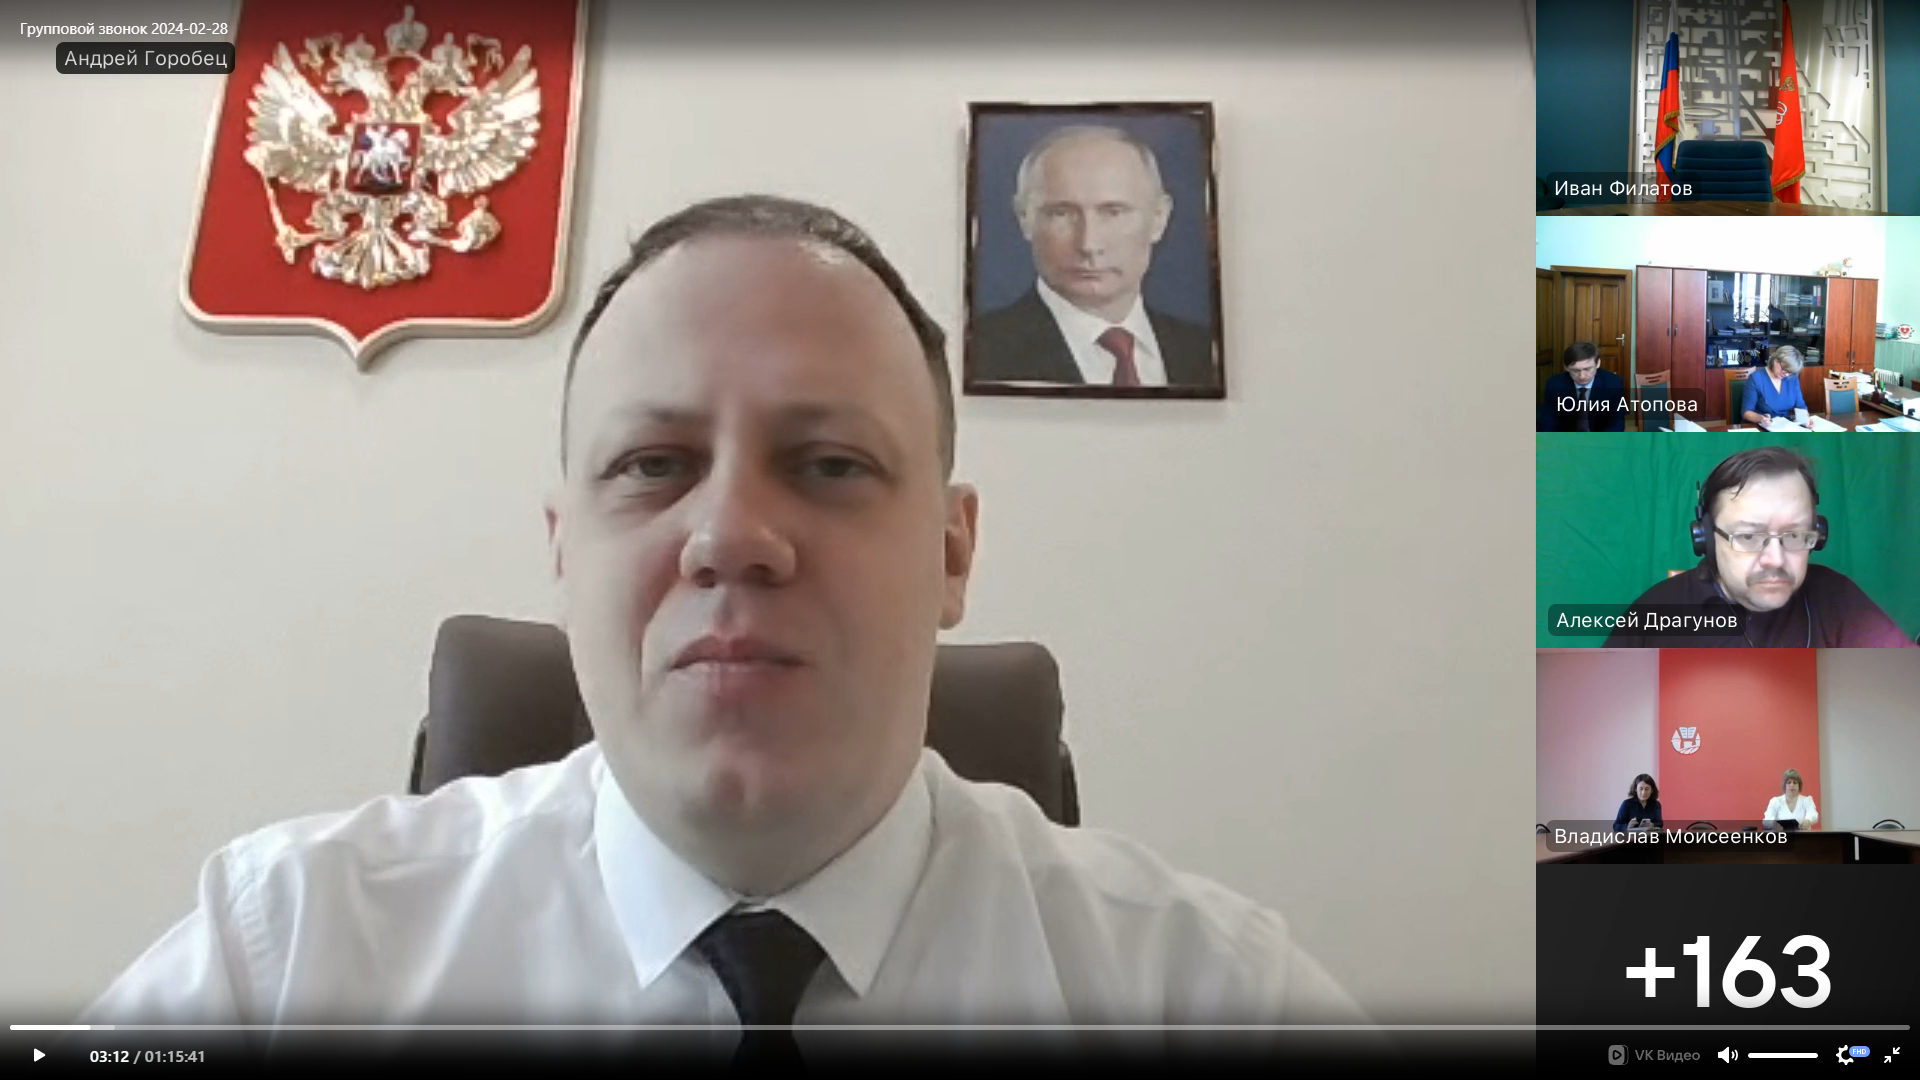 Групповой звонок 2024-02-28
Андрей Горобец
Иван Филатов
Юлия Атопова
Алексей Драгунов
Владислав Моисеенков
+163
03:12 / 01:15:41
VK Видео
FHD